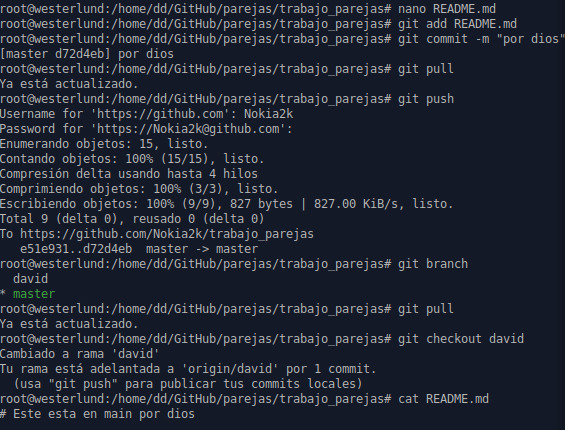 root@westerlund:/home/dd/GitHub/parejas/trabajo_parejas# nano README.md
root@westerlund:/home/dd/GitHub/parejas/trabajo_parejas# git add README.md
root@westerlund:/home/dd/GitHub/parejas/trabajo_parejas# git commit -m "por dios"
[master d72d4eb] por dios
root@westerlund:/home/dd/GitHub/parejas/trabajo_parejas# git pull
Ya está actualizado.
root@westerlund:/home/dd/GitHub/parejas/trabajo_parejas# git push
Username for 'https://github.com': Nokia2k
Password for 'https://Nokia2k@github.com':
Enumerando objetos: 15, listo.
Contando objetos: 100% (15/15), listo.
Compresión delta usando hasta 4 hilos
Comprimiendo objetos: 100% (3/3), listo.
Escribiendo objetos: 100% (9/9), 827 bytes | 827.00 KiB/s, listo.
Total 9 (delta 0), reusado 0 (delta 0)
To https://github.com/Nokia2k/trabajo_parejas
   e51e931..d72d4eb  master -> master
root@westerlund:/home/dd/GitHub/parejas/trabajo_parejas# git branch
  david
* master
root@westerlund:/home/dd/GitHub/parejas/trabajo_parejas# git pull
Ya está actualizado.
root@westerlund:/home/dd/GitHub/parejas/trabajo_parejas# git checkout david
Cambiado a rama 'david'
Tu rama está adelantada a 'origin/david' por 1 commit.
  (usa "git push" para publicar tus commits locales)
root@westerlund:/home/dd/GitHub/parejas/trabajo_parejas# cat README.md
# Este esta en main por dios